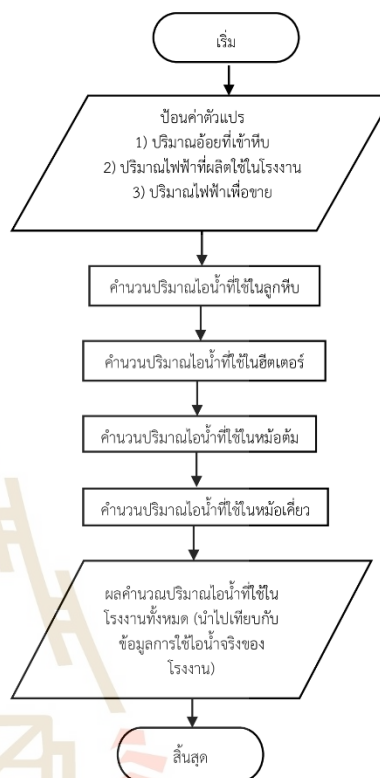 เริ่ม
ป้อนค่าตัวแปร
1) ปริมาณอ้อยที่เข้าหีบ
2) ปริมาณไฟฟ้าที่ผลิตใช้ในโรงงาน
3) ปริมาณไฟฟ้าเพื่อขาย
คำนวนปริมาณไอน้ำที่ใช้ในลูกหีบ
คำนวนปริมาณไอน้ำที่ใช้ในฮีตเตอร์
คำนวนปริมาณไอน้ำที่ใช้ในหม้อต้ม
คำนวนปริมาณไอน้ำที่ใช้ในหม้อเคี่ยว
ผลคำนวณปริมาณไอน้ำที่ใช้ใน
โรงงานทั้งหมด (นำไปเทียบกับ
ข้อมูลการใช้ไอน้ำจริงของ
โรงงาน)
สิ้นสุด